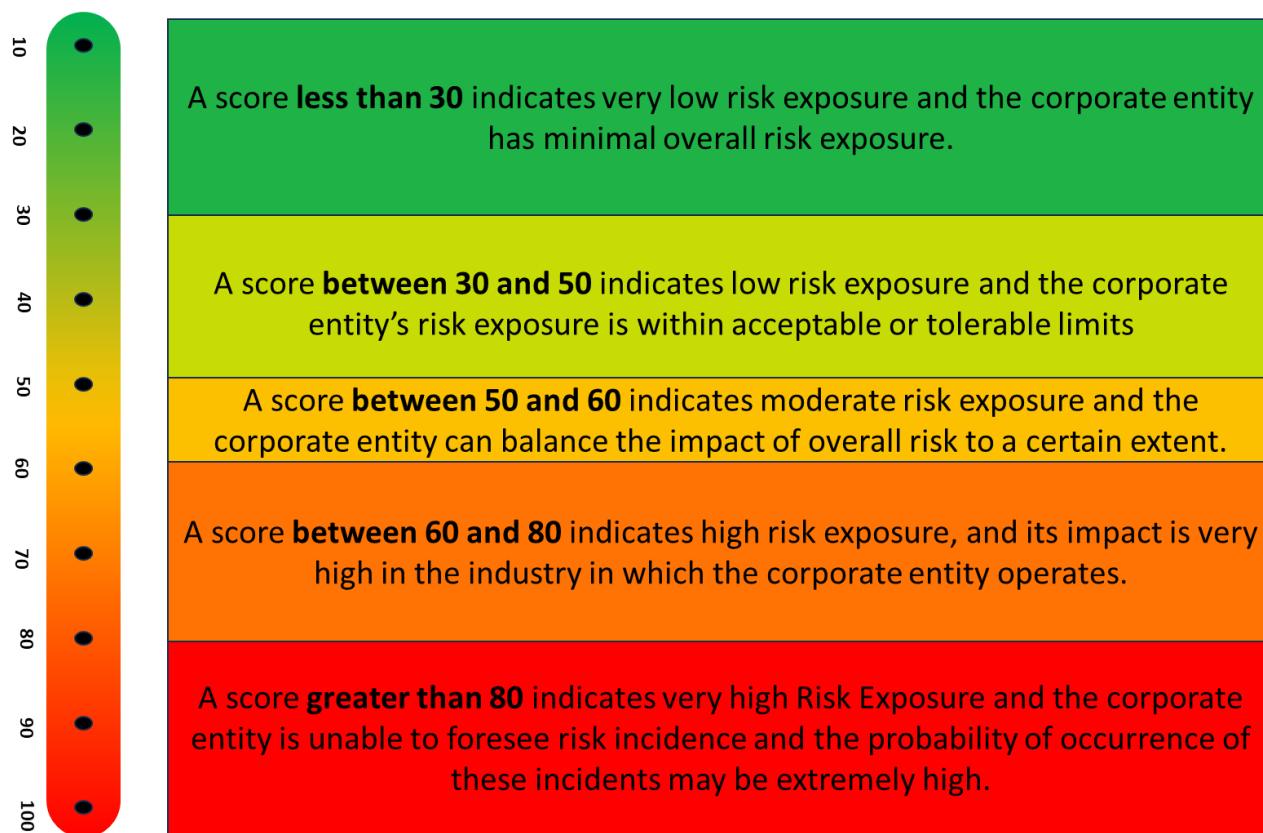 10
20
30
40
50
60
70
80
90
100
A score less than 30 indicates very low risk exposure and the corporate entity
has minimal overall risk exposure.
A score between 30 and 50 indicates low risk exposure and the corporate
entity’s risk exposure is within acceptable or tolerable limits
A score between 50 and 60 indicates moderate risk exposure and the
corporate entity can balance the impact of overall risk to a certain extent.
A score between 60 and 80 indicates high risk exposure, and its impact is very
high in the industry in which the corporate entity operates.
A score greater than 80 indicates very high Risk Exposure and the corporate
entity is unable to foresee risk incidence and the probability of occurrence of
these incidents may be extremely high.